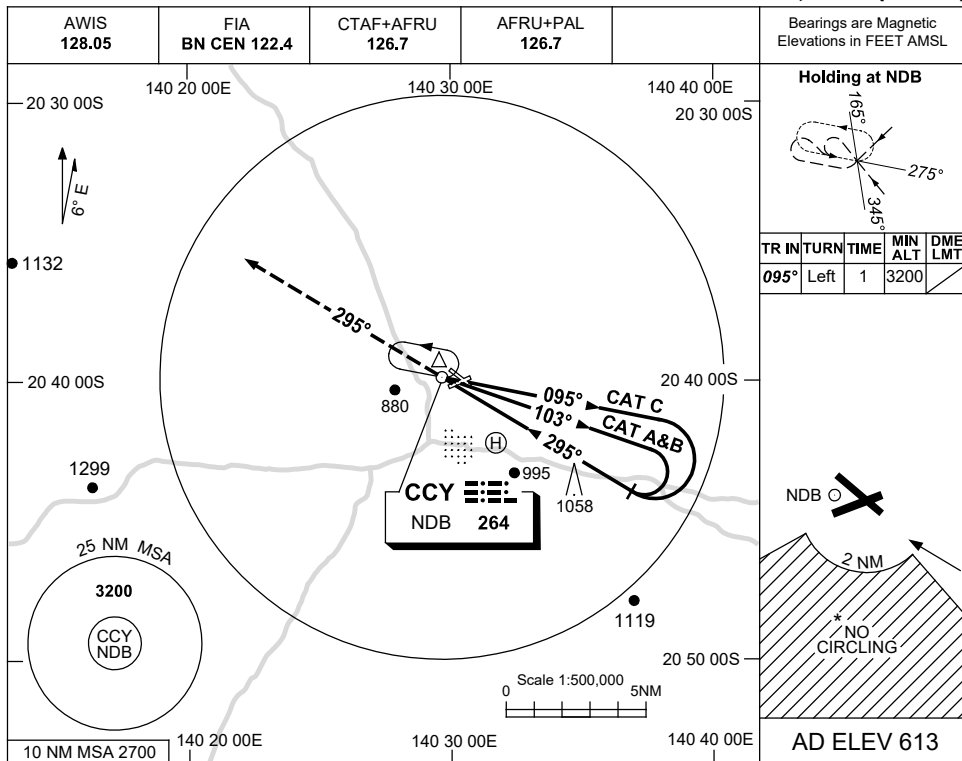 AWIS
128.05
FIA
BN CEN 122.4
CTAF+AFRU
126.7
AFRU+PAL
126.7
Bearings are Magnetic
Elevations in FEET AMSL
140 20 00E
140 30 00E
140 40 00E
20 30 00S
20 30 00S
6° E
1132
295°
20 40 00S
20 40 00S
880
095°
CAT C
103°
CAT A&B
295°
H
995
1058
1299
CCY
NDB 264
25 NM MSA
3200
CCY
NDB
1119
20 50 00S
Scale 1:500,000
0
5NM
10 NM MSA 2700
140 20 00E
140 30 00E
140 40 00E
Holding at NDB
165°
275°
345°
TR IN TURN TIME MIN ALT DME LMT
095° Left 1 3200
NDB
2 NM
* NO
CIRCLING
AD ELEV 613